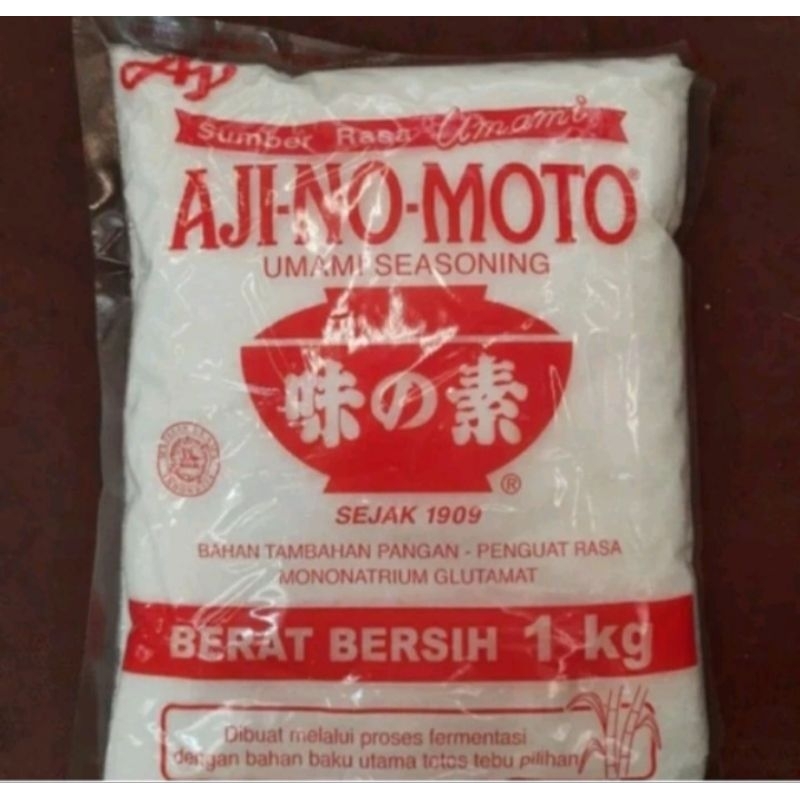 Aji
Sumber Rasa Umami
AJI-NO-MOTO®
UMAMI SEASONING
味の素
®
SEJAK 1909
BAHAN TAMBAHAN PANGAN - PENGUAT RASA
MONONATRIUM GLUTAMAT
BERAT BERSIH 1 kg
Dibuat melalui proses fermentasi
dengan bahan baku utama tetes tebu pilihan